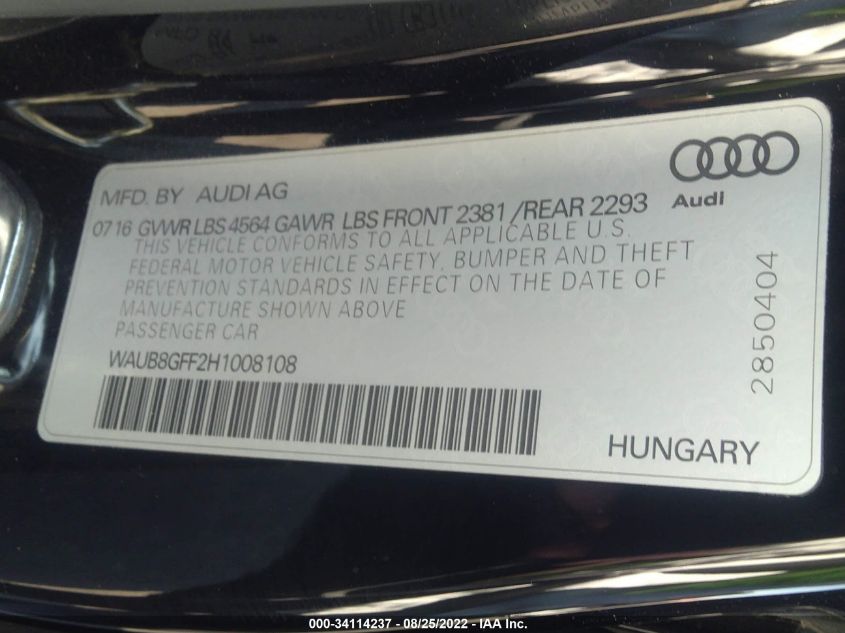 MFD. BY AUDI AG
Audi
0716 GVWR LBS 4564 GAWR LBS FRONT 2381 /REAR 2293
THIS VEHICLE CONFORMS TO ALL APPLICABLE U.S.
FEDERAL MOTOR VEHICLE SAFETY, BUMPER AND THEFT
PREVENTION STANDARDS IN EFFECT ON THE DATE OF
MANUFACTURE SHOWN ABOVE
PASSENGER CAR
WAUB8GFF2H1008108
2850404
HUNGARY
000-34114237 - 08/25/2022 - IAA Inc.